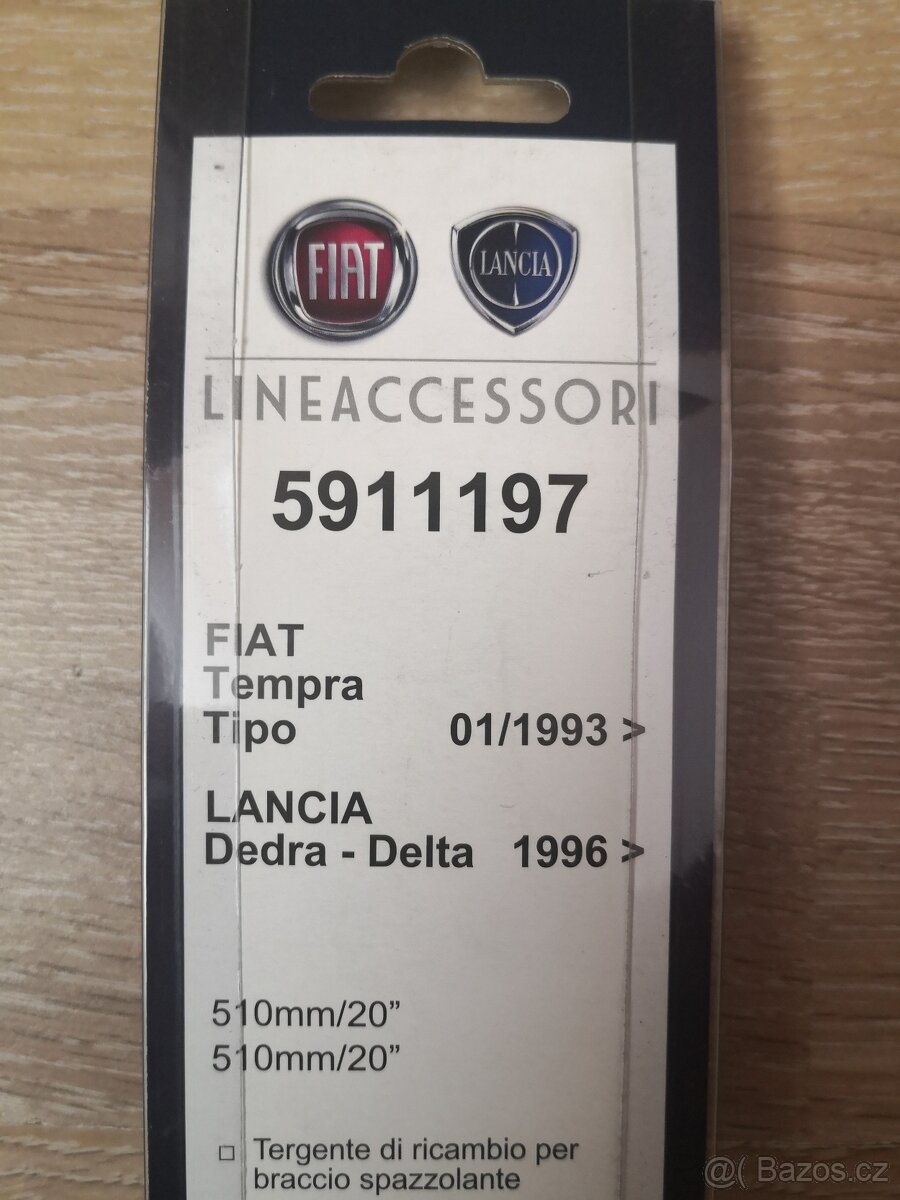 FIAT
LANCIA
LINEACCESSORI
5911197
FIAT
Tempra
Tipo 01/1993 >
LANCIA
Dedra - Delta 1996 >
510mm/20”
510mm/20”
Tergente di ricambio per
braccio spazzolante
@( Bazos.cz